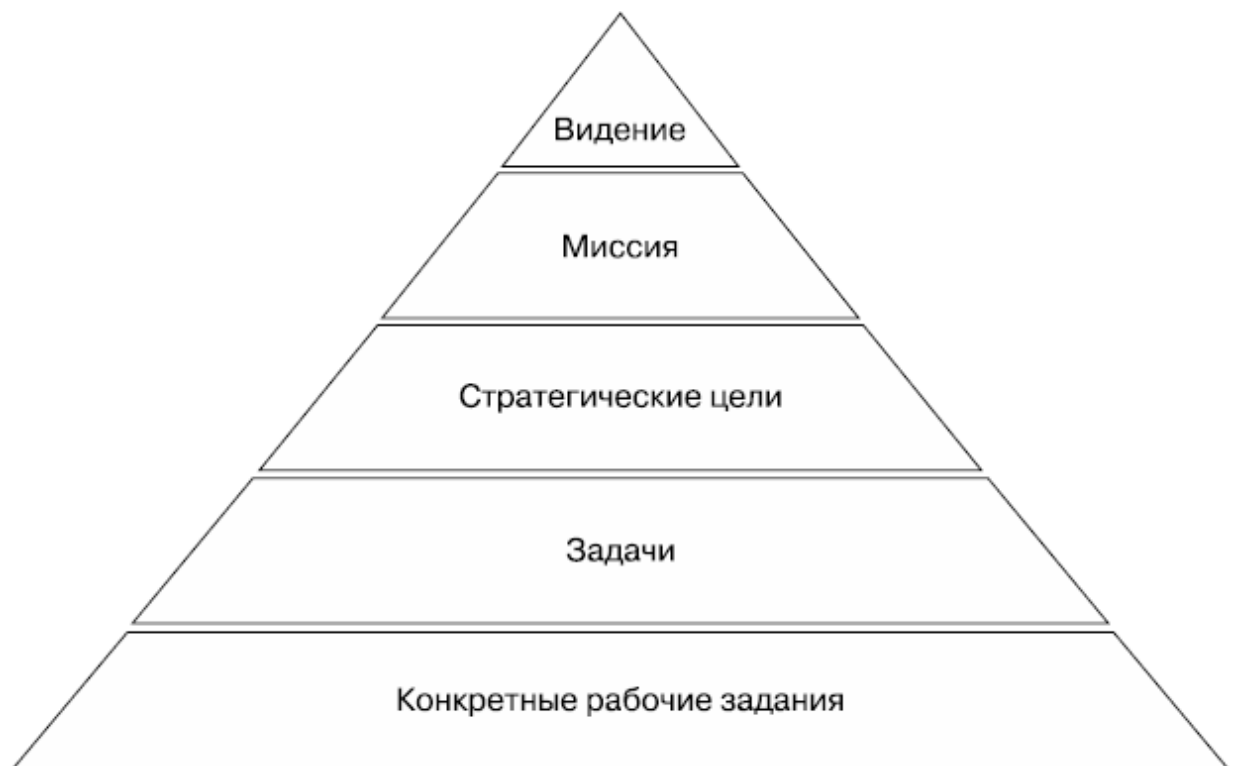 Видение
Миссия
Стратегические цели
Задачи
Конкретные рабочие задания